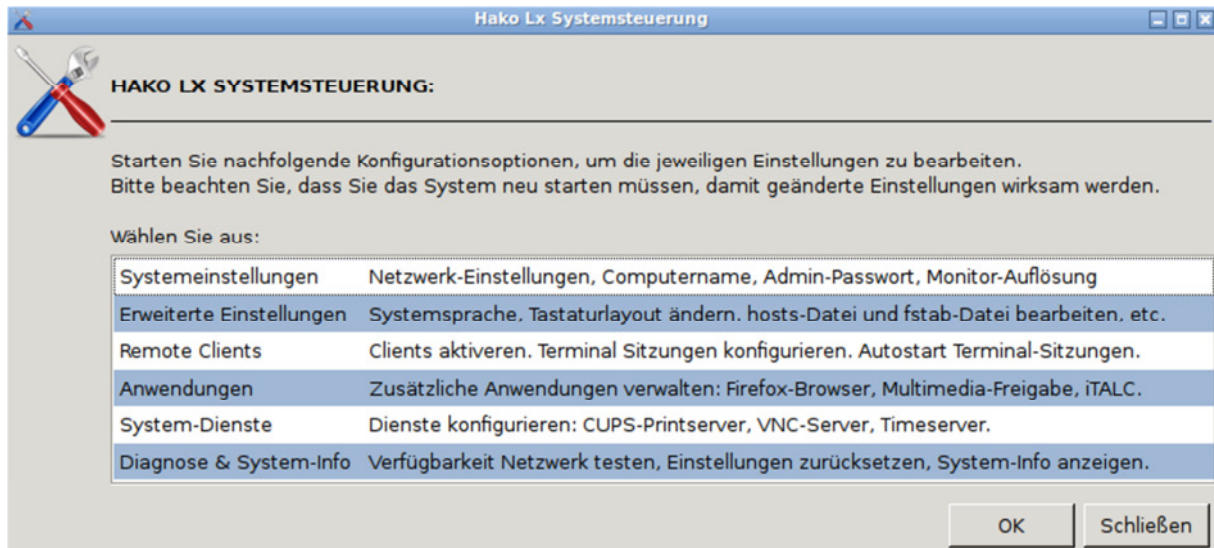 Hako Lx Systemsteuerung
HAKO LX SYSTEMSTEUERUNG:
Starten Sie nachfolgende Konfigurationsoptionen, um die jeweiligen Einstellungen zu bearbeiten.
Bitte beachten Sie, dass Sie das System neu starten müssen, damit geänderte Einstellungen wirksam werden.
Wählen Sie aus:
Systemeinstellungen Netzwerk-Einstellungen, Computername, Admin-Passwort, Monitor-Auflösung
Erweiterte Einstellungen Systemsprache, Tastaturlayout ändern. hosts-Datei und fstab-Datei bearbeiten, etc.
Remote Clients Clients aktiveren. Terminal Sitzungen konfigurieren. Autostart Terminal-Sitzungen.
Anwendungen Zusätzliche Anwendungen verwalten: Firefox-Browser, Multimedia-Freigabe, iTALC.
System-Dienste Dienste konfigurieren: CUPS-Printserver, VNC-Server, Timeserver.
Diagnose & System-Info Verfügbarkeit Netzwerk testen, Einstellungen zurücksetzen, System-Info anzeigen.
OK Schließen